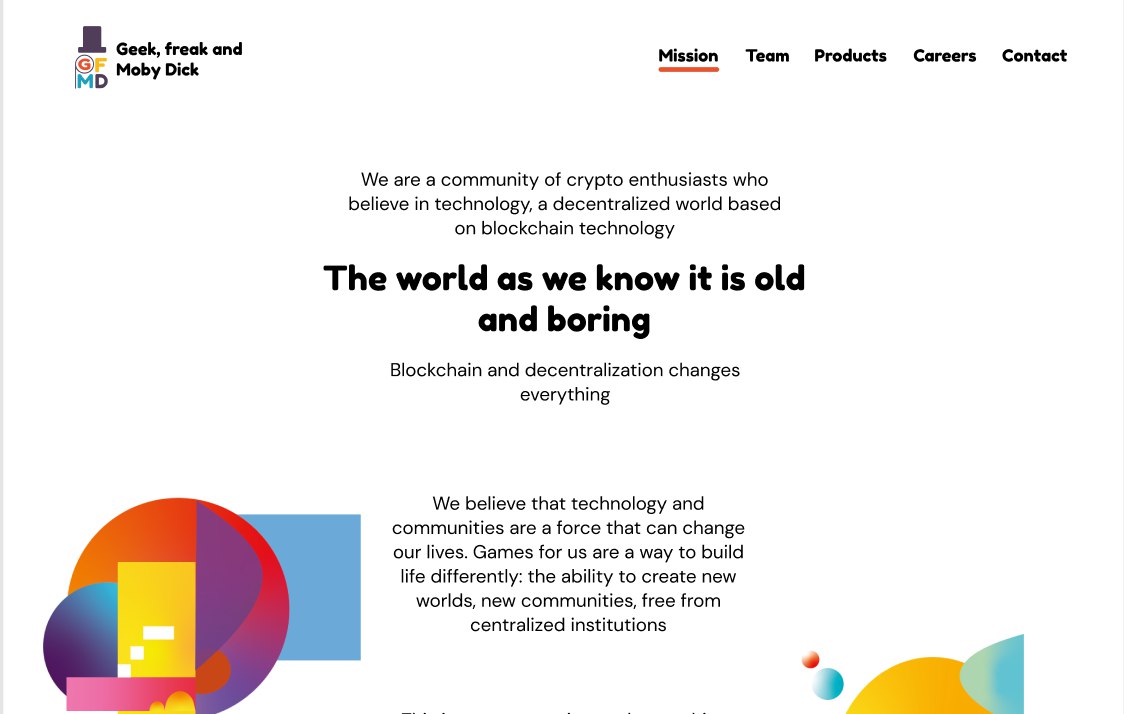 GF
MD
Geek, freak and
Moby Dick
Mission Team Products Careers Contact
We are a community of crypto enthusiasts who
believe in technology, a decentralized world based
on blockchain technology
The world as we know it is old
and boring
Blockchain and decentralization changes
everything
We believe that technology and
communities are a force that can change
our lives. Games for us are a way to build
life differently: the ability to create new
worlds, new communities, free from
centralized institutions